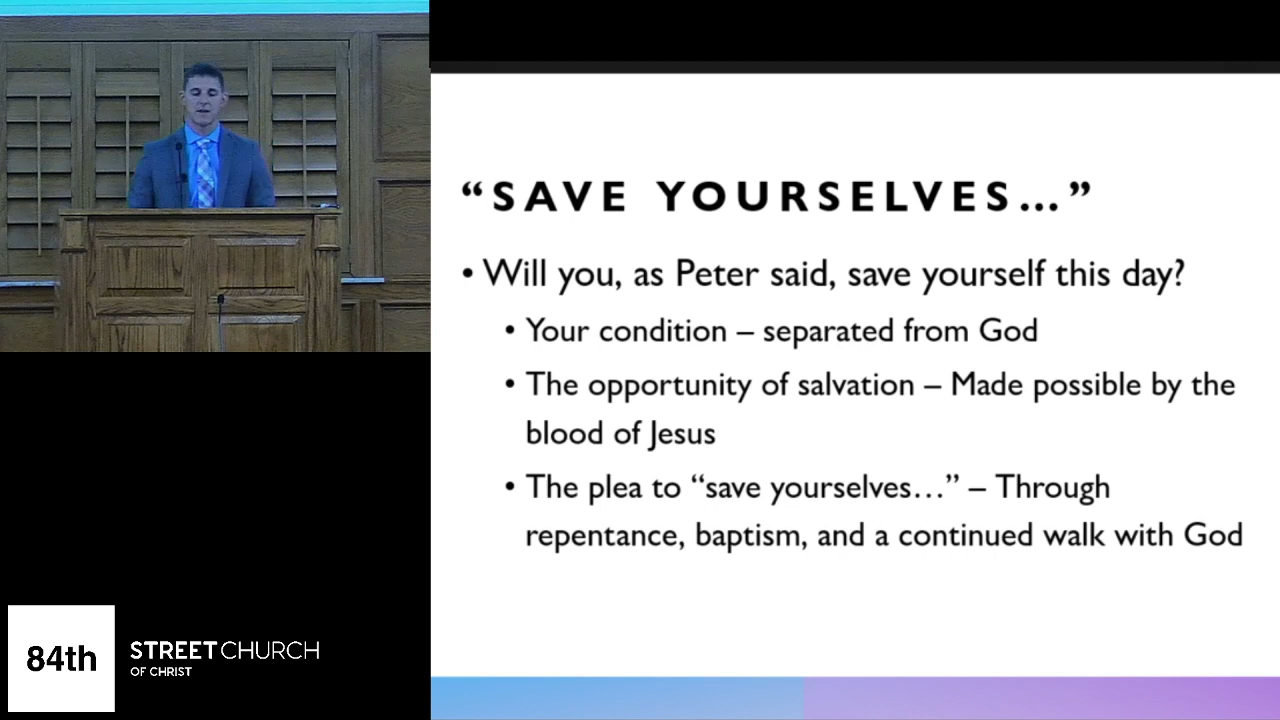 “SAVE YOURSELVES…”
• Will you, as Peter said, save yourself this day?
• Your condition – separated from God
• The opportunity of salvation – Made possible by the
blood of Jesus
• The plea to “save yourselves…” – Through
repentance, baptism, and a continued walk with God
84th
STREET CHURCH
OF CHRIST